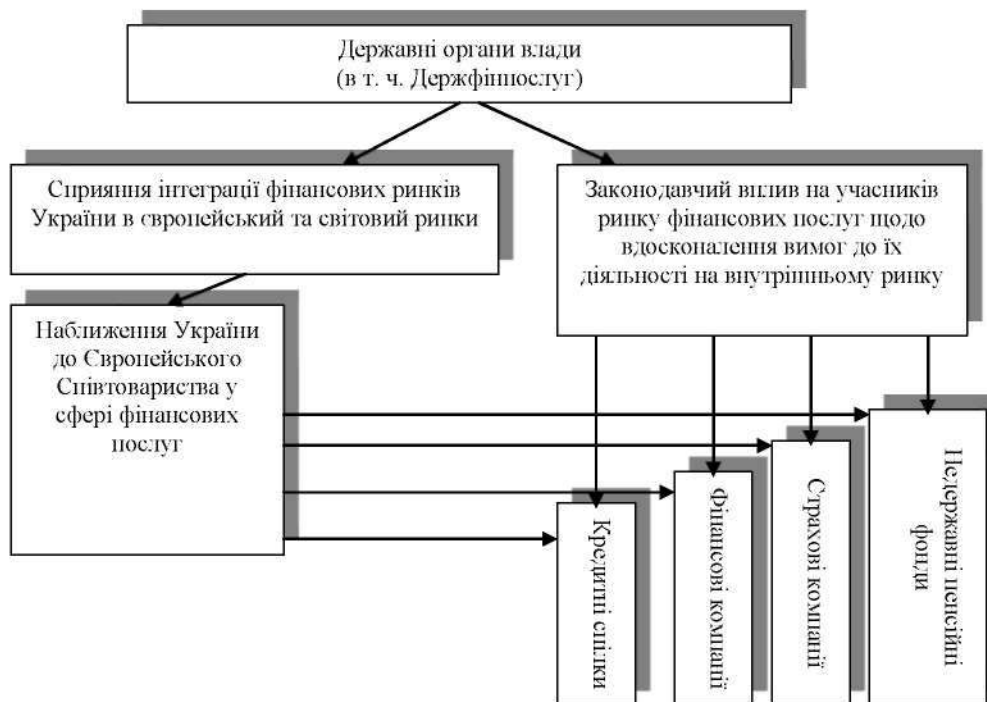 Державні органи влади
(в т. ч. Держфінпослуг)
Сприяння інтеграції фінансових ринків
України в європейський та світовий ринки
Законодавчий вплив на учасників
ринку фінансових послуг щодо
вдосконалення вимог до їх
діяльності на внутрішньому ринку
Наближення України
до Європейського
Співтовариства у
сфері фінансових
послуг
Кредитні спілки
Фінансові компанії
Страхові компанії
Недержавні пенсійні
фонди